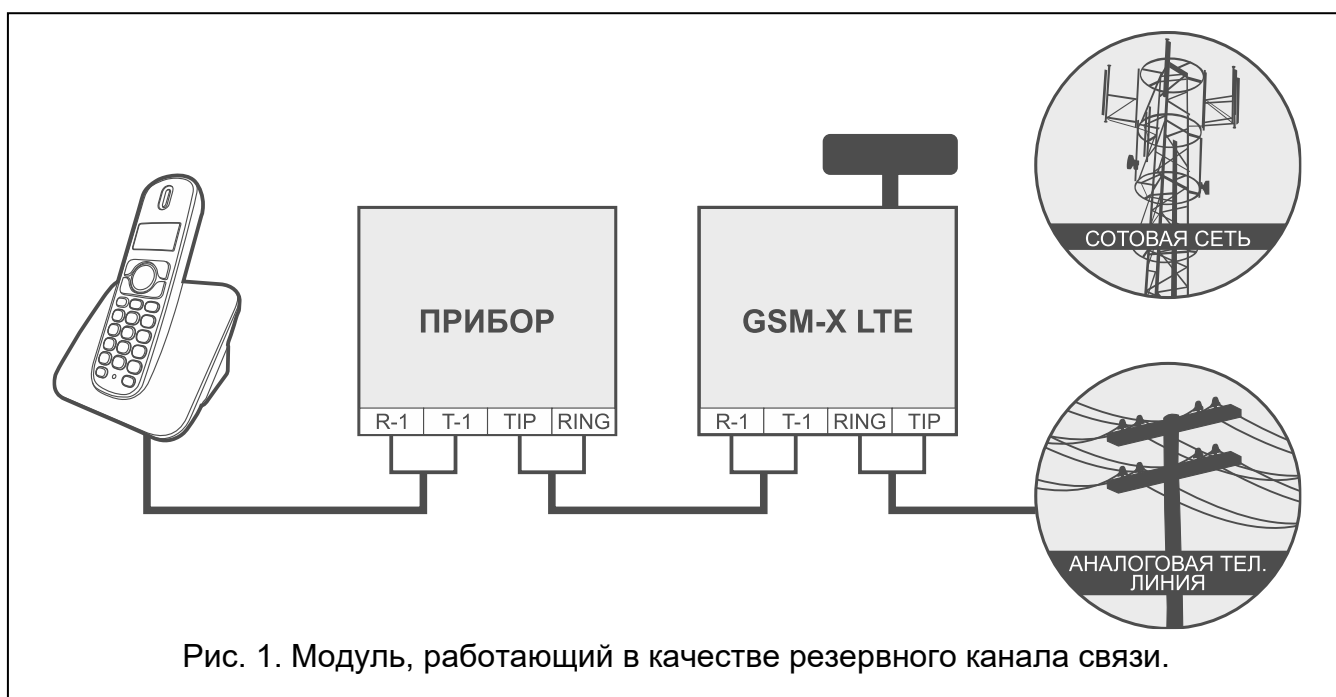 СОТОВАЯ СЕТЬ
ПРИБОР
GSM-X LTE
R-1 T-1 TIP RING
R-1 T-1 RING TIP
АНАЛОГОВАЯ ТЕЛ.
ЛИНИЯ
Рис. 1. Модуль, работающий в качестве резервного канала связи.